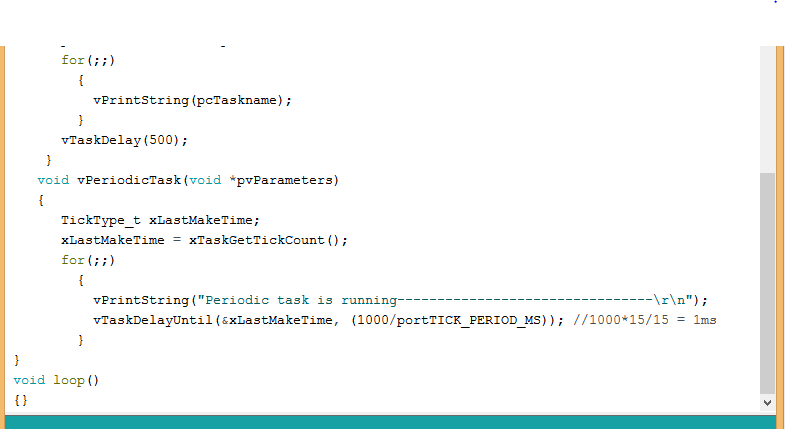 for(;;)
{
vPrintString(pcTaskname);
}
vTaskDelay(500);
}
void vPeriodicTask(void *pvParameters)
{
TickType_t xLastMakeTime;
xLastMakeTime = xTaskGetTickCount();
for(;;)
{
vPrintString("Periodic task is running--------------------------------\r\n");
vTaskDelayUntil(&xLastMakeTime, (1000/portTICK_PERIOD_MS)); //1000*15/15 = 1ms
}
}
void loop()
{}